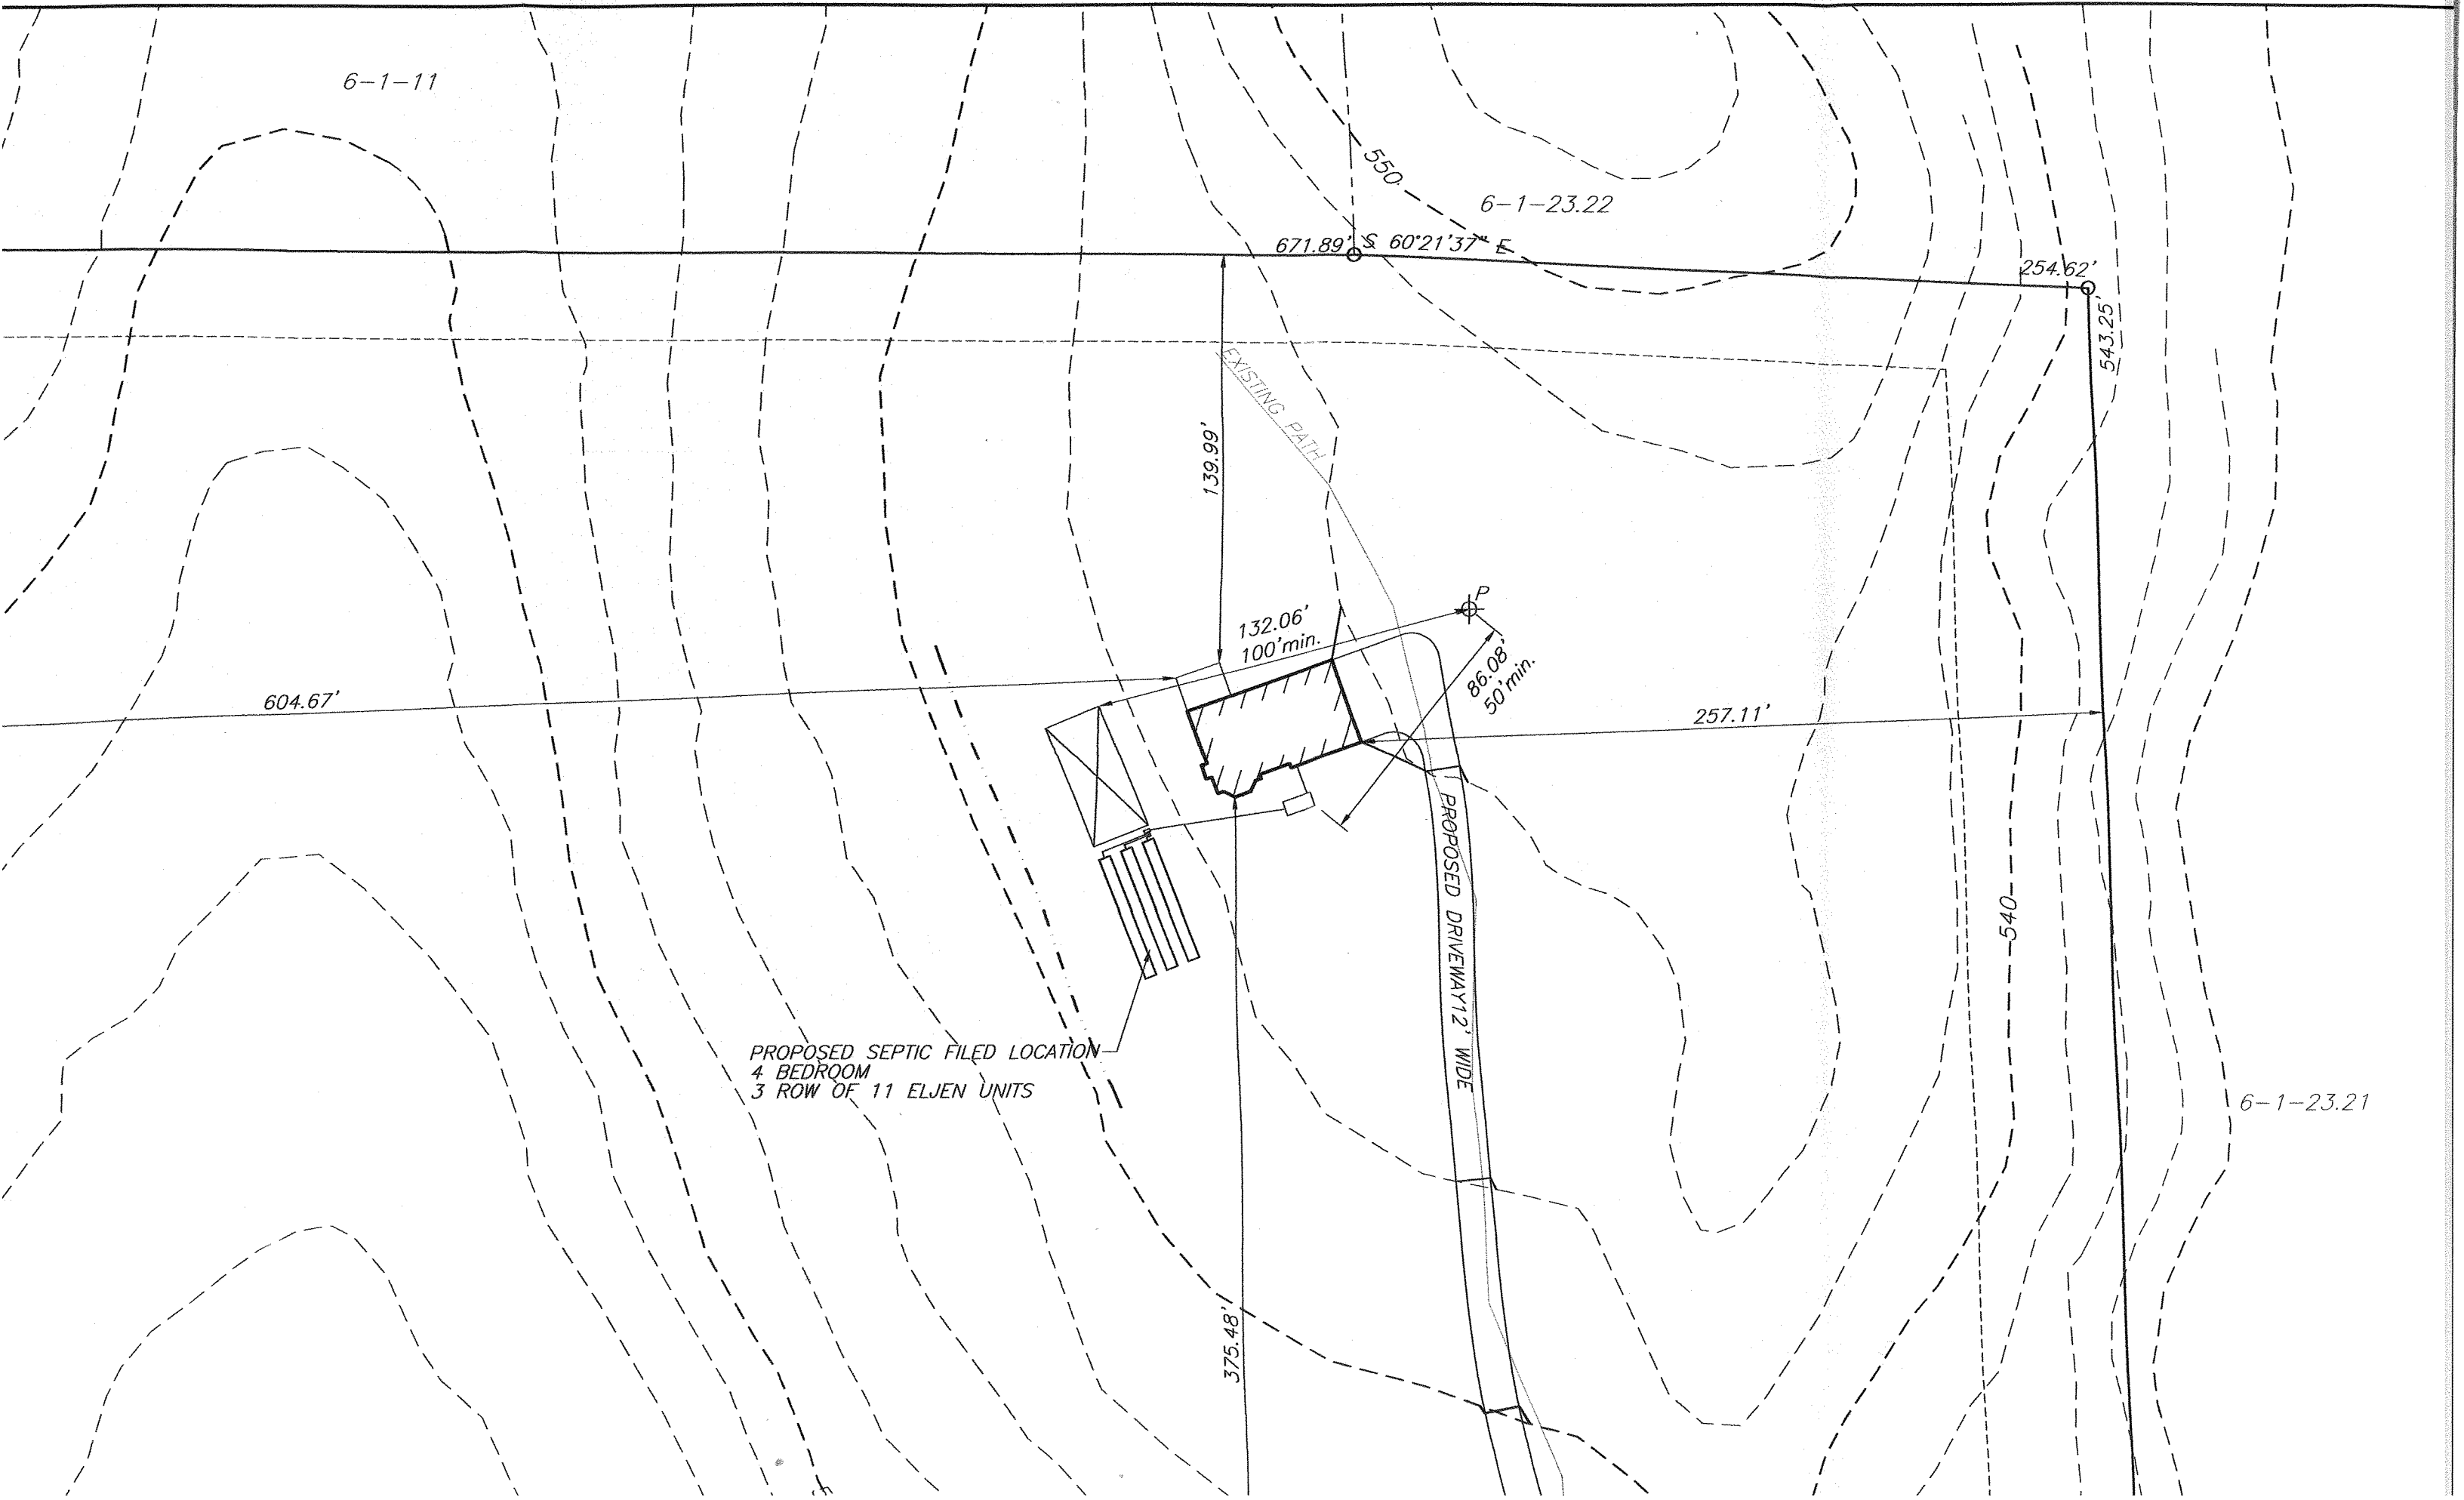 6-1-11
550
6-1-23.22
671.89' S 60°21'37" E
254.62'
543.25'
EXISTING PATH
139.99'
P
132.06'
100'min.
86.08'
50'min.
604.67'
257.11'
PROPOSED DRIVEWAY12' WIDE
540
PROPOSED SEPTIC FILED LOCATION
4 BEDROOM
3 ROW OF 11 ELJEN UNITS
6-1-23.21
375.48'